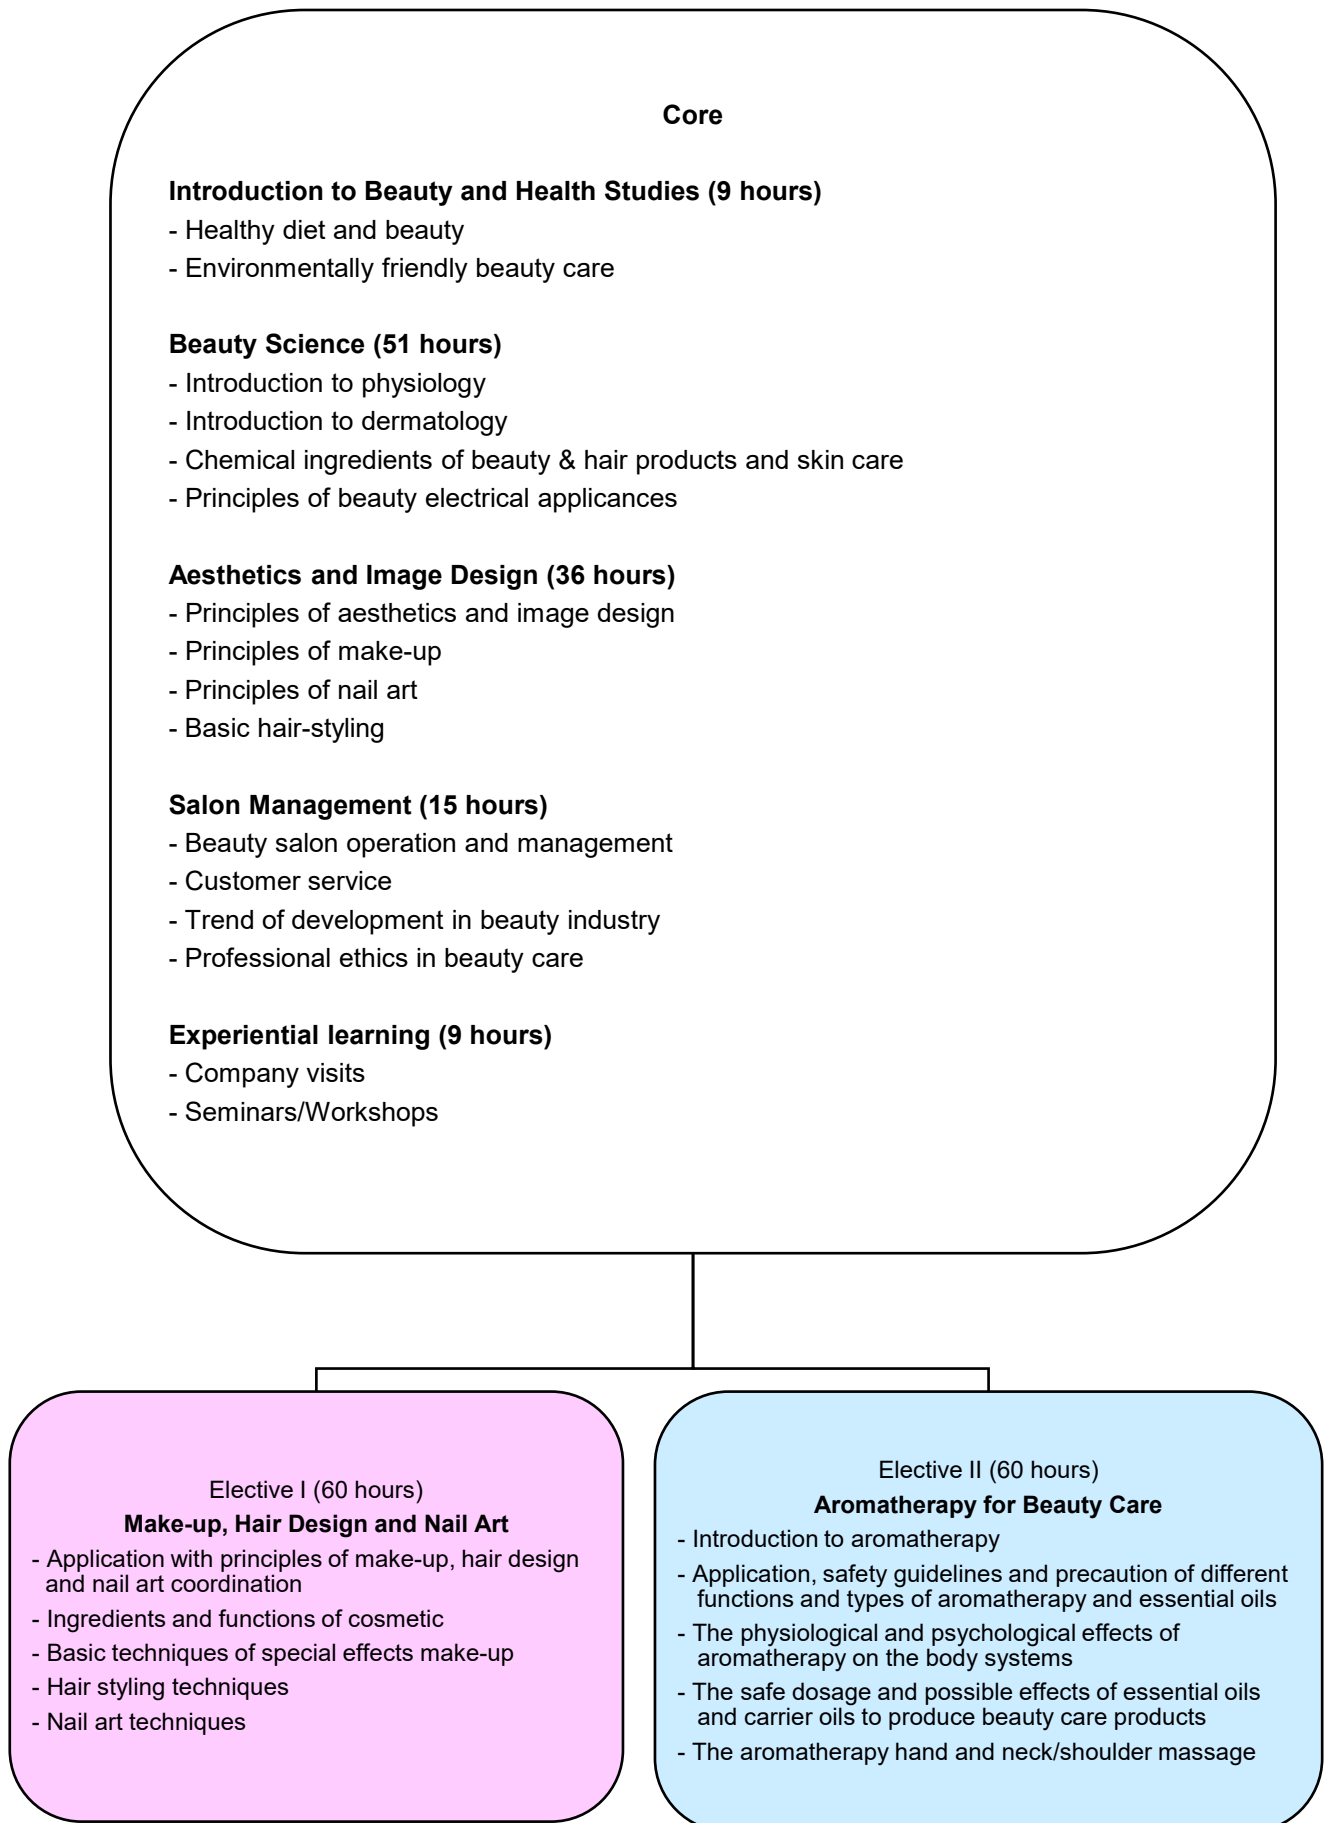 Core
Introduction to Beauty and Health Studies (9 hours)
- Healthy diet and beauty
- Environmentally friendly beauty care
Beauty Science (51 hours)
- Introduction to physiology
- Introduction to dermatology
- Chemical ingredients of beauty & hair products and skin care
- Principles of beauty electrical applicances
Aesthetics and Image Design (36 hours)
- Principles of aesthetics and image design
- Principles of make-up
- Principles of nail art
- Basic hair-styling
Salon Management (15 hours)
- Beauty salon operation and management
- Customer service
- Trend of development in beauty industry
- Professional ethics in beauty care
Experiential learning (9 hours)
- Company visits
- Seminars/Workshops
Elective I (60 hours)
Make-up, Hair Design and Nail Art
- Application with principles of make-up, hair design
and nail art coordination
- Ingredients and functions of cosmetic
- Basic techniques of special effects make-up
- Hair styling techniques
- Nail art techniques
Elective II (60 hours)
Aromatherapy for Beauty Care
- Introduction to aromatherapy
- Application, safety guidelines and precaution of different
functions and types of aromatherapy and essential oils
- The physiological and psychological effects of
aromatherapy on the body systems
- The safe dosage and possible effects of essential oils
and carrier oils to produce beauty care products
- The aromatherapy hand and neck/shoulder massage